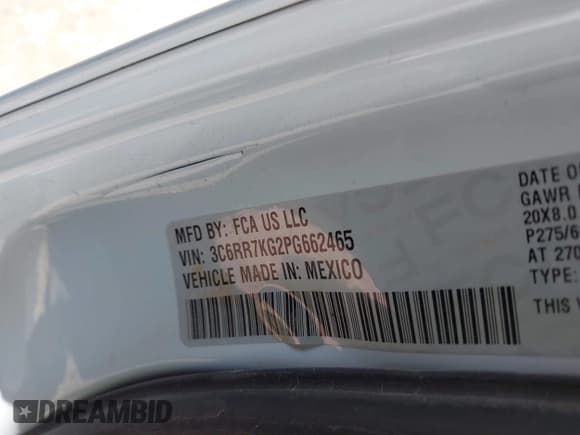 MFD BY: FCA US LLC
VIN: 3C6RR7KG2PG662465
VEHICLE MADE IN: MEXICO
DATE O
GAWR
20X8.0
P275/6
AT 270
TYPE:
THIS V
DREAMBID